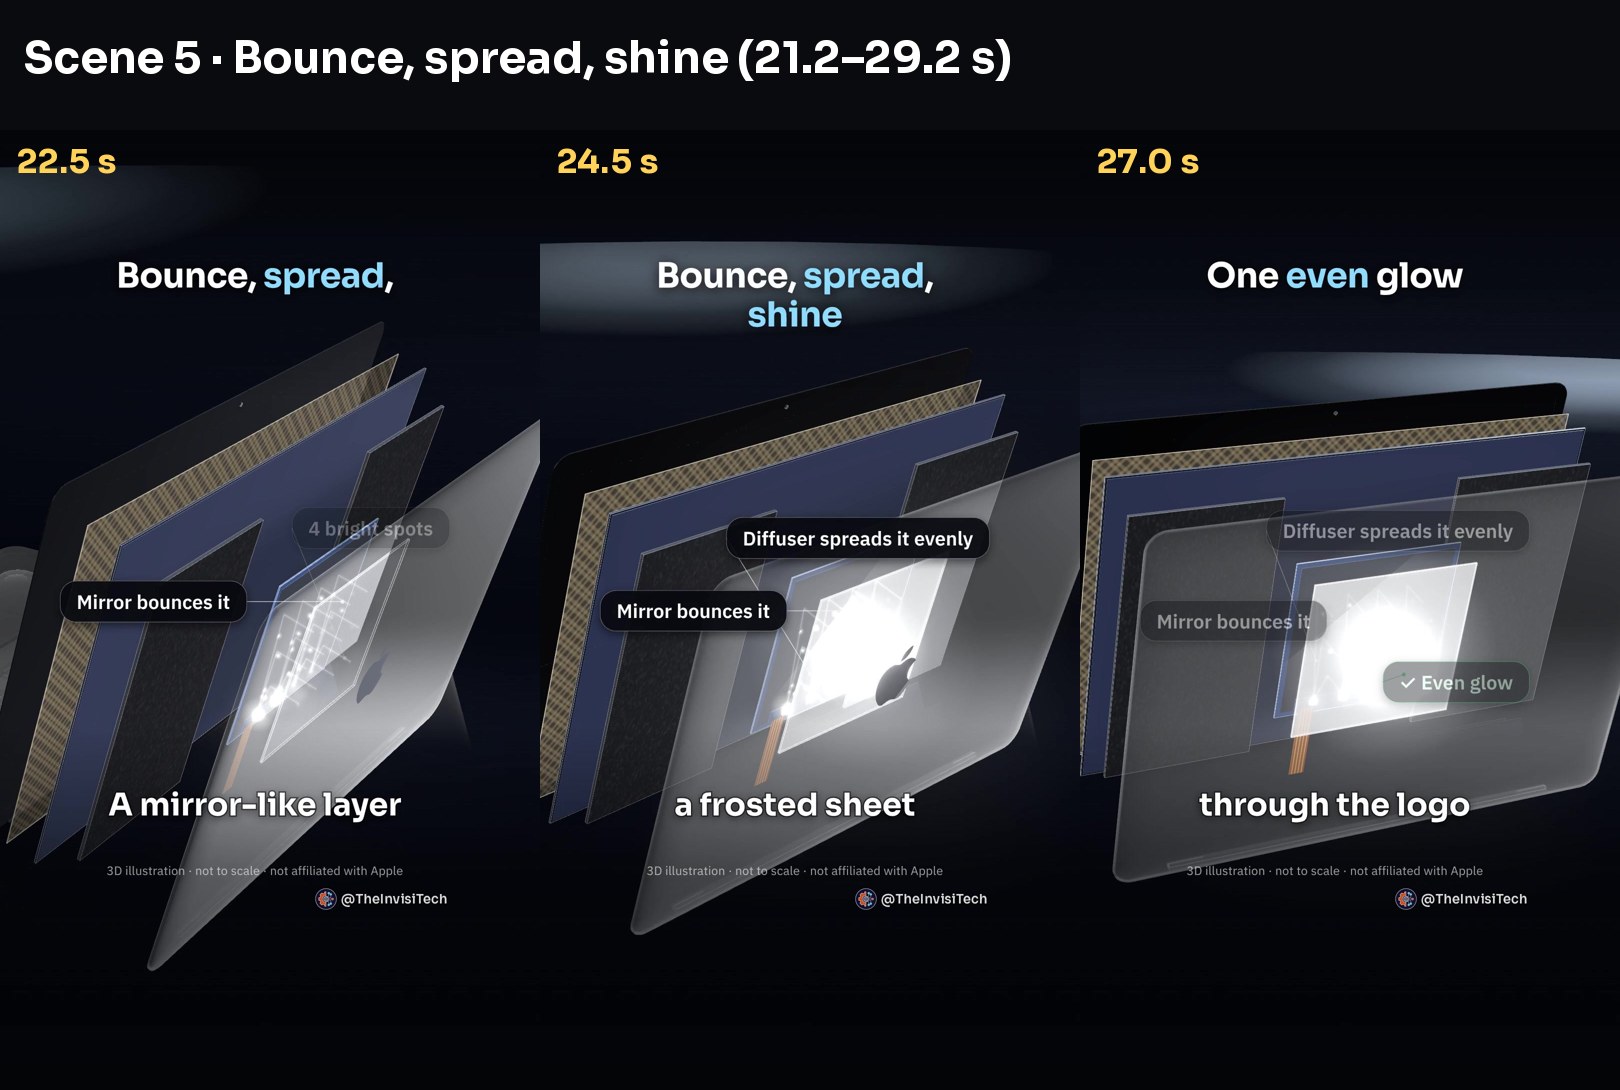 Scene 5 · Bounce, spread, shine (21.2–29.2 s)
22.5 s
Bounce, spread,
4 bright spots
Mirror bounces it
A mirror-like layer
3D illustration · not to scale · not affiliated with Apple
@TheInvisiTech
24.5 s
Bounce, spread,
shine
Diffuser spreads it evenly
Mirror bounces it
a frosted sheet
3D illustration · not to scale · not affiliated with Apple
@TheInvisiTech
27.0 s
One even glow
Diffuser spreads it evenly
Mirror bounces it
✓ Even glow
through the logo
3D illustration · not to scale · not affiliated with Apple
@TheInvisiTech